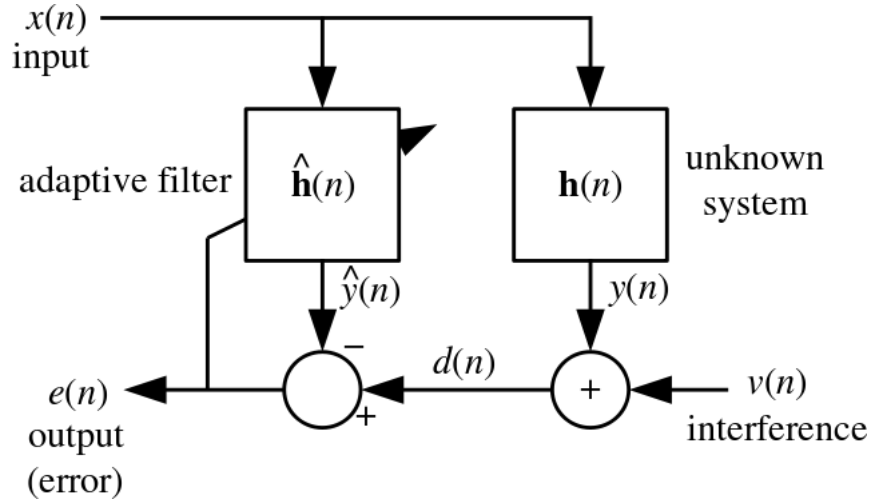 x(n)
input
adaptive filter
ĥ(n)
h(n)
unknown
system
ŷ(n)
y(n)
−
d(n)
+
+
v(n)
interference
e(n)
output
(error)